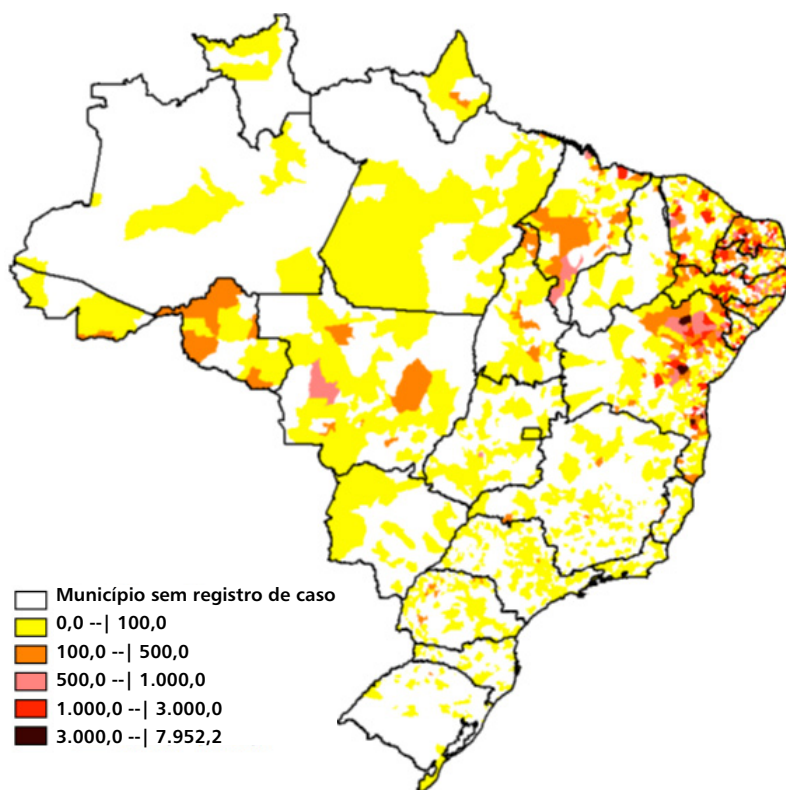 Município sem registro de caso
0,0 --| 100,0
100,0 --| 500,0
500,0 --| 1.000,0
1.000,0 --| 3.000,0
3.000,0 --| 7.952,2